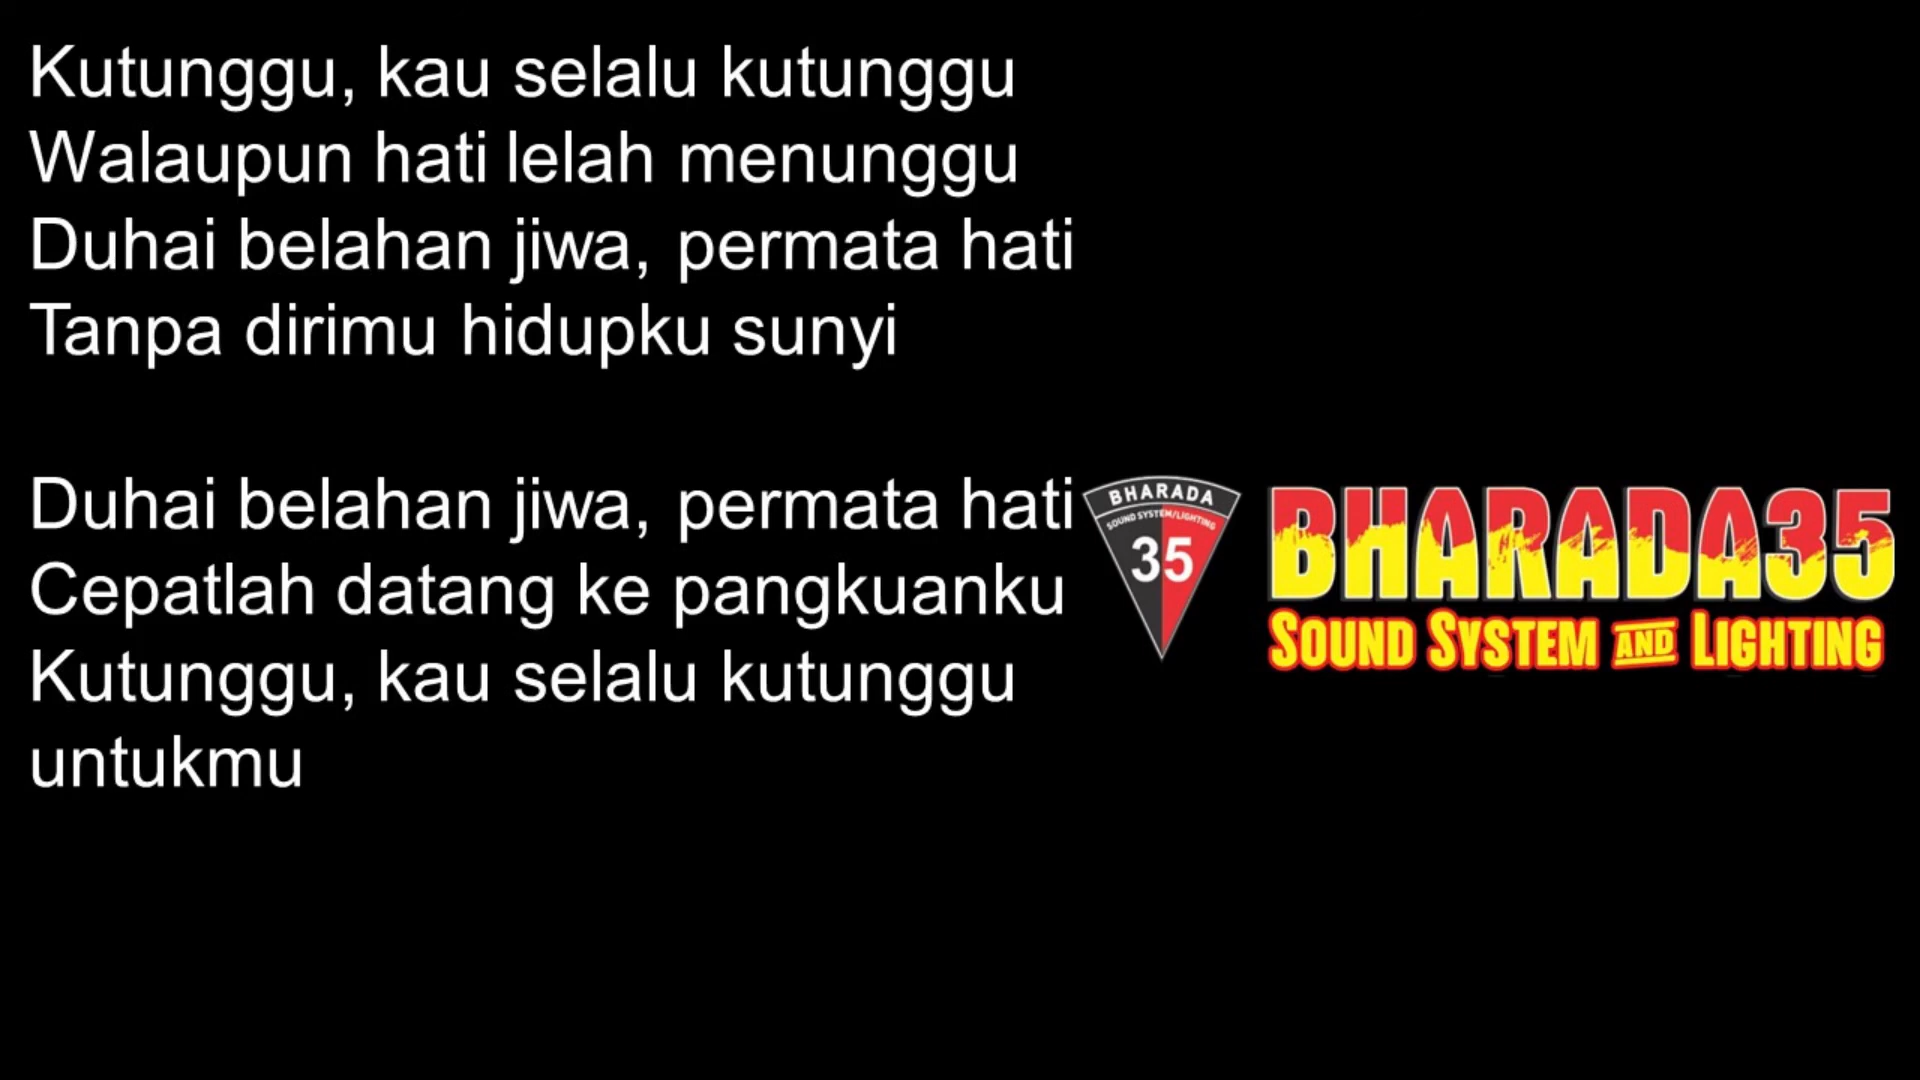 Kutunggu, kau selalu kutunggu
Walaupun hati lelah menunggu
Duhai belahan jiwa, permata hati
Tanpa dirimu hidupku sunyi
Duhai belahan jiwa, permata hati
Cepatlah datang ke pangkuanku
Kutunggu, kau selalu kutunggu
untukmu
BHARADA
SOUND SYSTEM/LIGHTING
35
BHARADA35
SOUND SYSTEM AND LIGHTING